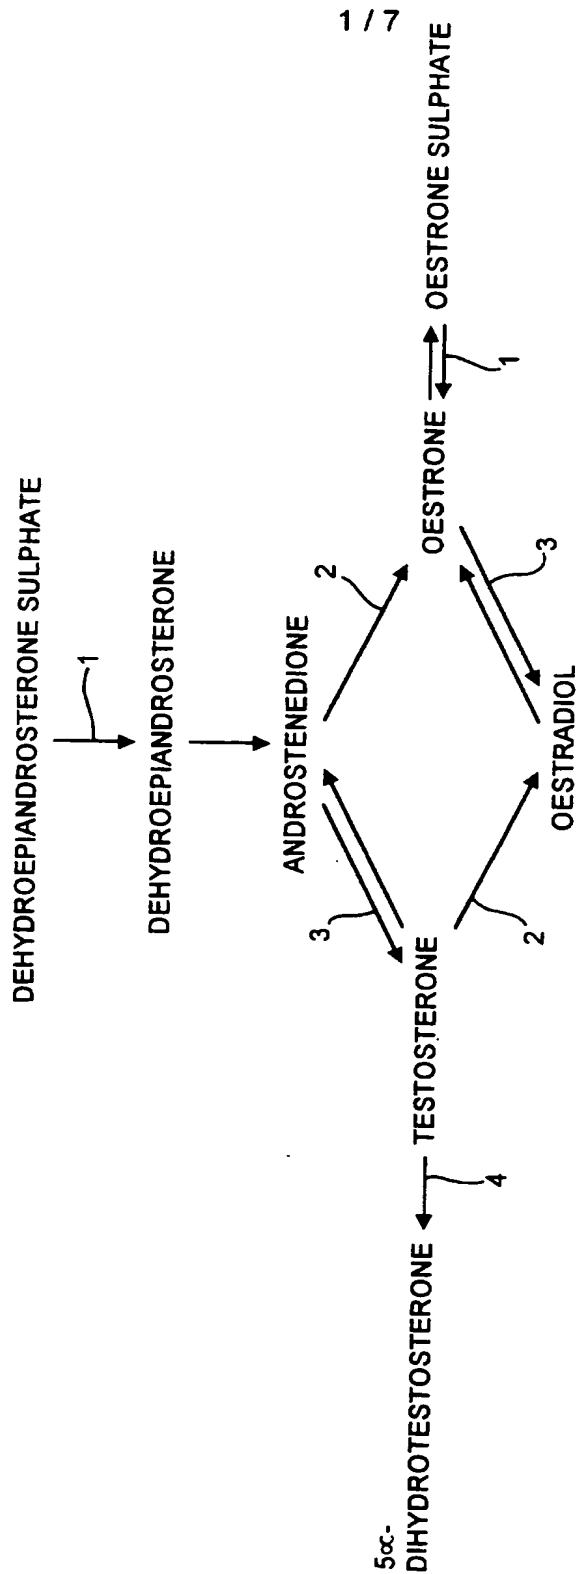 1 / 7
DEHYDROEPIANDROSTERONE SULPHATE
1
DEHYDROEPIANDROSTERONE
ANDROSTENEDIONE
3
2
5α-
DIHYDROTESTOSTERONE
4
TESTOSTERONE
OESTRONE
1
OESTRONE SULPHATE
2
3
OESTRADIOL